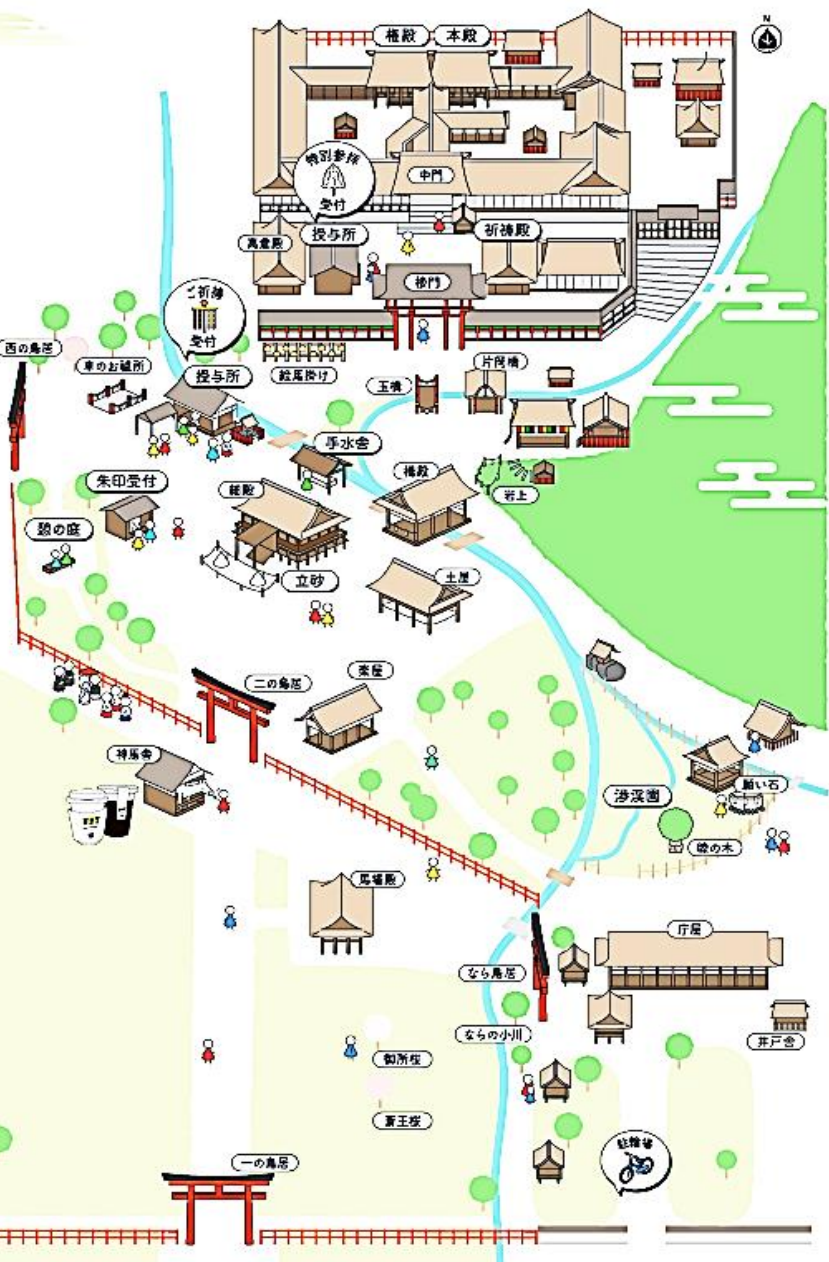 N
権殿
本殿
特別参拝
受付
中門
高倉殿
授与所
祈祷殿
楼門
ご祈祷
受付
西の鳥居
車のお祓所
授与所
絵馬掛け
片岡橋
玉橋
手水舎
朱印受付
細殿
橋殿
岩上
憩の庭
立砂
土屋
楽屋
二の鳥居
神馬舎
渉渓園
願い石
睦の木
馬場殿
庁屋
なら鳥居
ならの小川
井戸舎
御所桜
斎王桜
駐輪場
一の鳥居